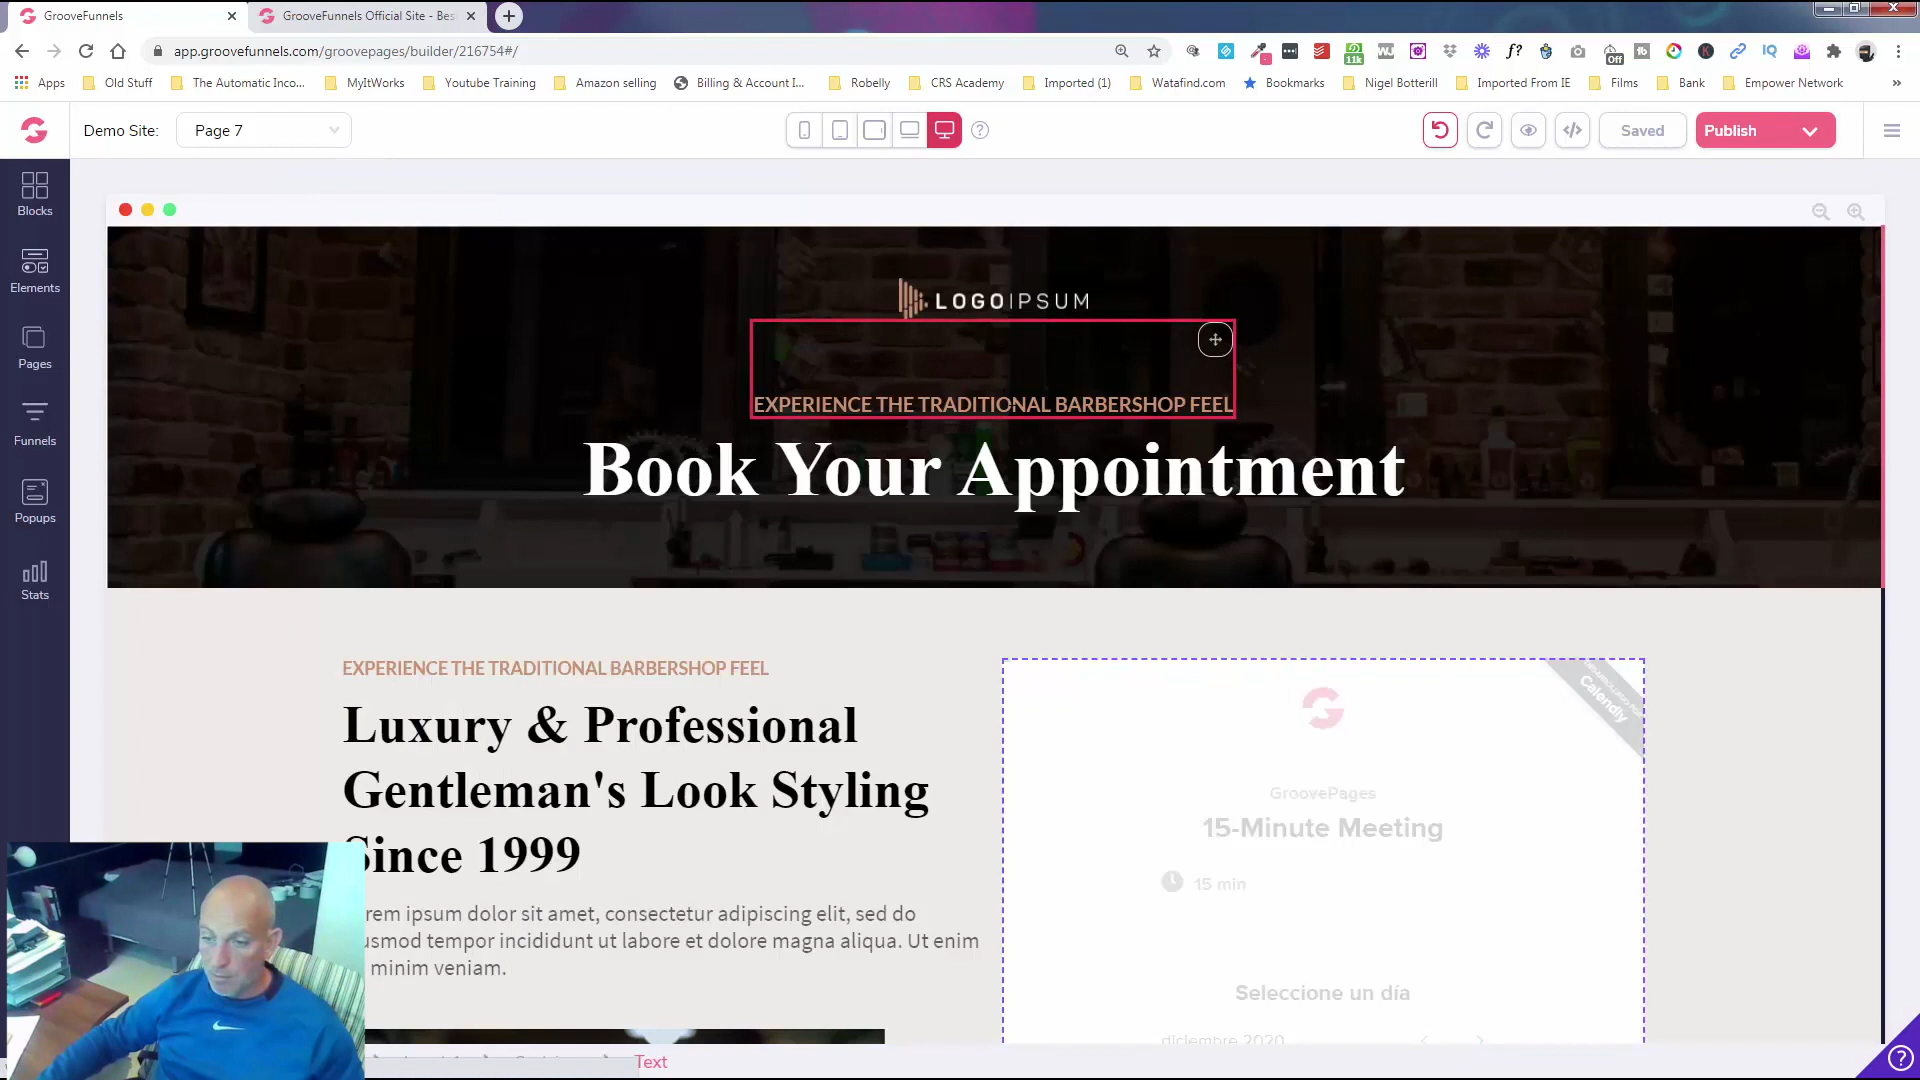 GrooveFunnels
GrooveFunnels Official Site - Bes
app.groovefunnels.com/groovepages/builder/216754#/
11k
Off
Apps
Old Stuff
The Automatic Inco...
MyItWorks
Youtube Training
Amazon selling
Billing & Account I...
Robelly
CRS Academy
Imported (1)
Watafind.com
Bookmarks
Nigel Botterill
Imported From IE
Films
Bank
Empower Network
Demo Site:
Page 7
Saved
Publish
Blocks
Elements
Pages
Funnels
Popups
Stats
LOGOIPSUM
EXPERIENCE THE TRADITIONAL BARBERSHOP FEEL
Book Your Appointment
EXPERIENCE THE TRADITIONAL BARBERSHOP FEEL
Luxury & Professional
Gentleman's Look Styling
Since 1999
rem ipsum dolor sit amet, consectetur adipiscing elit, sed do
usmod tempor incididunt ut labore et dolore magna aliqua. Ut enim
minim veniam.
Calendly
GroovePages
15-Minute Meeting
15 min
Seleccione un día
diciembre 2020
Text